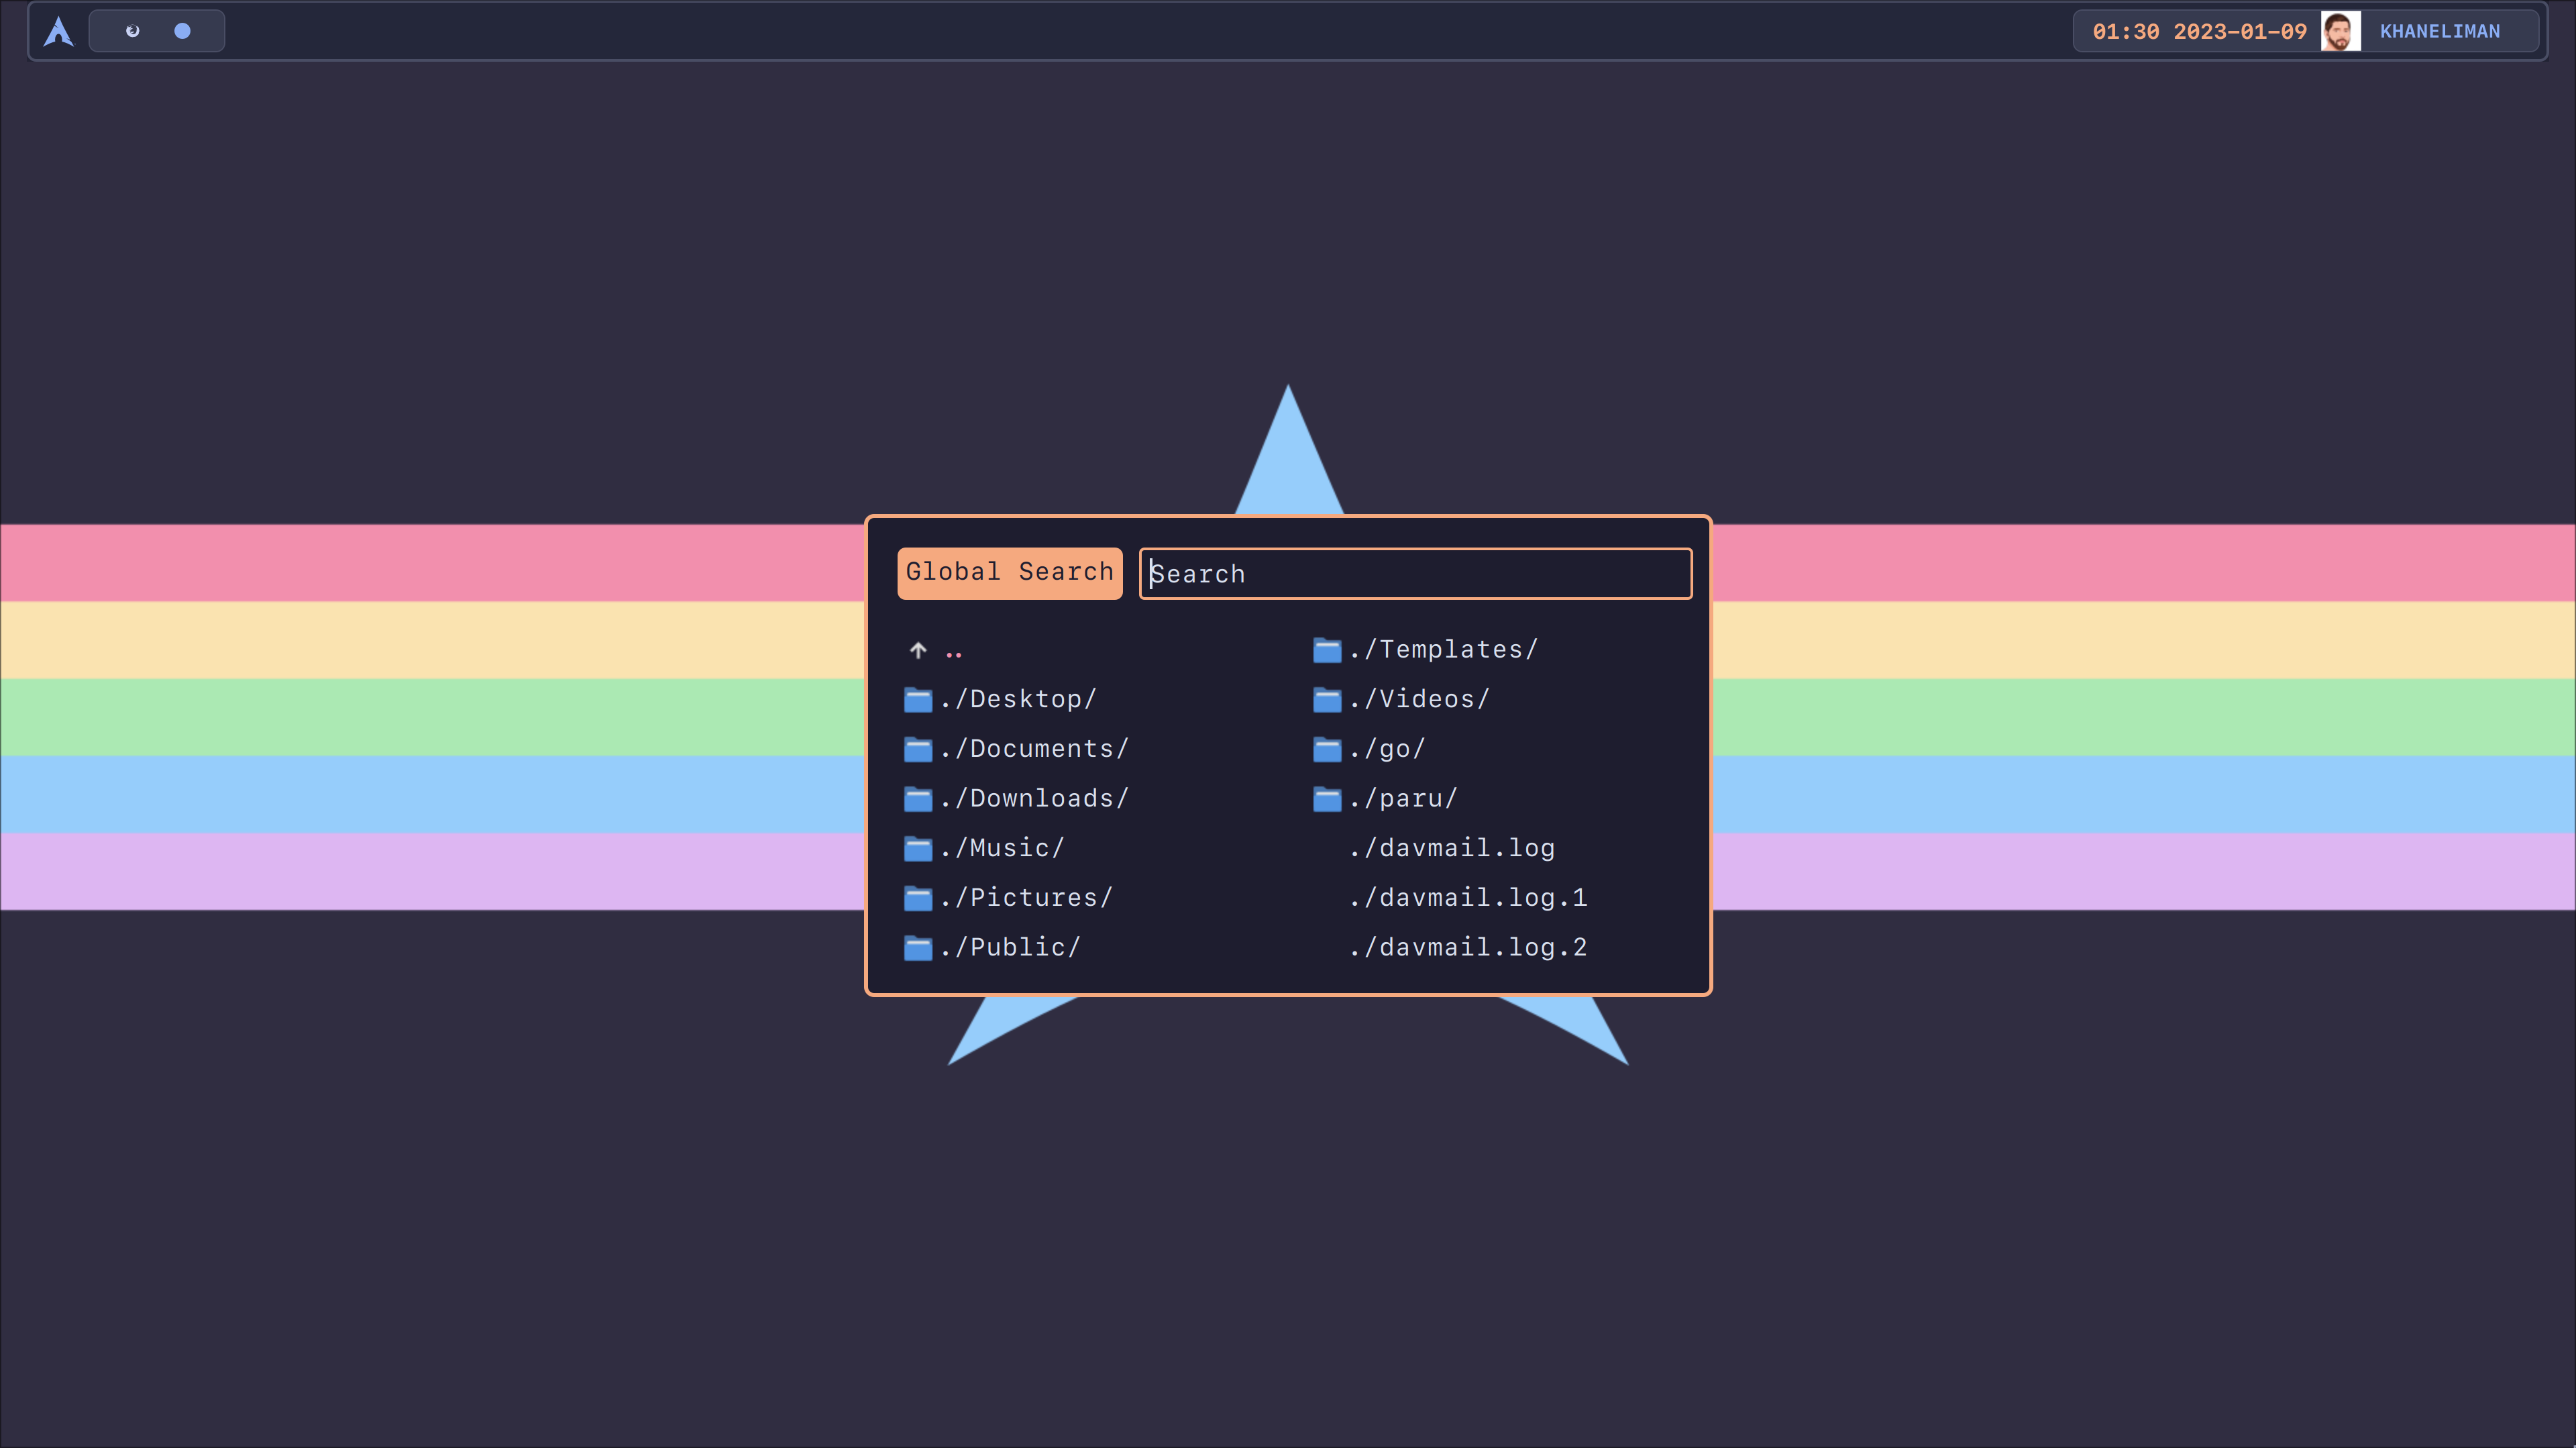 01:30 2023-01-09 KHANELIMAN
Global Search
Search
..
./Desktop/
./Documents/
./Downloads/
./Music/
./Pictures/
./Public/
./Templates/
./Videos/
./go/
./paru/
./davmail.log
./davmail.log.1
./davmail.log.2